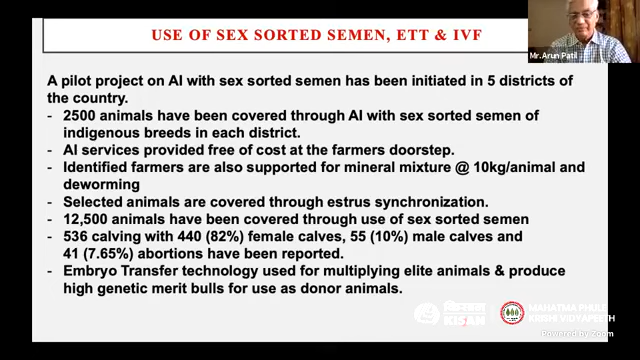 USE OF SEX SORTED SEMEN, ETT & IVF
Mr.Arun Patil
A pilot project on AI with sex sorted semen has been initiated in 5 districts of
the country.
- 2500 animals have been covered through AI with sex sorted semen of
indigenous breeds in each district.
- AI services provided free of cost at the farmers doorstep.
- Identified farmers are also supported for mineral mixture @ 10kg/animal and
deworming
- Selected animals are covered through estrus synchronization.
- 12,500 animals have been covered through use of sex sorted semen
- 536 calving with 440 (82%) female calves, 55 (10%) male calves and
41 (7.65%) abortions have been reported.
- Embryo Transfer technology used for multiplying elite animals & produce
high genetic merit bulls for use as donor animals.
KISAN
MAHATMA PHULE
KRISHI VIDYAPEETH
Powered by Zoom